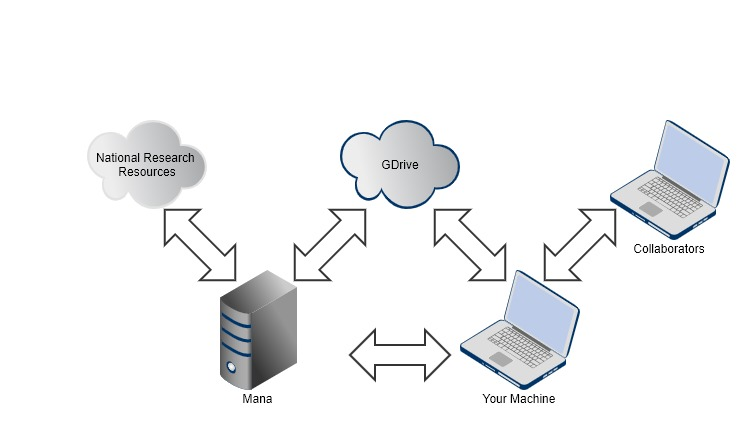 National Research
Resources
GDrive
Collaborators
Mana
Your Machine